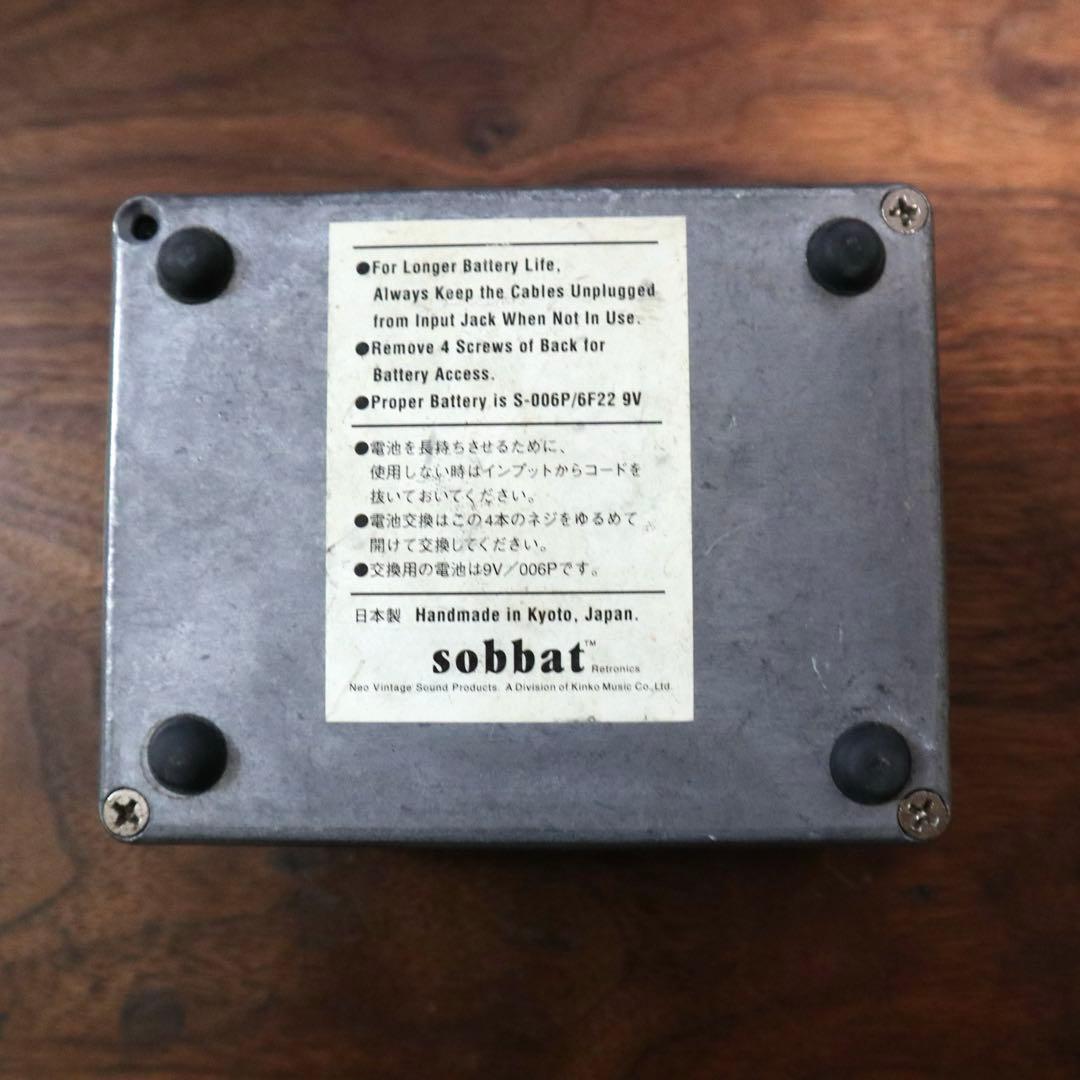 ●For Longer Battery Life,
Always Keep the Cables Unplugged
from Input Jack When Not In Use.
●Remove 4 Screws of Back for
Battery Access.
●Proper Battery is S-006P/6F22 9V
●電池を長持ちさせるために、
使用しない時はインプットからコードを
抜いておいてください。
●電池交換はこの4本のネジをゆるめて
開けて交換してください。
●交換用の電池は9V/006Pです。
日本製 Handmade in Kyoto, Japan.
sobbat™ Retronics
Neo Vintage Sound Products. A Division of Kinko Music Co.,Ltd.